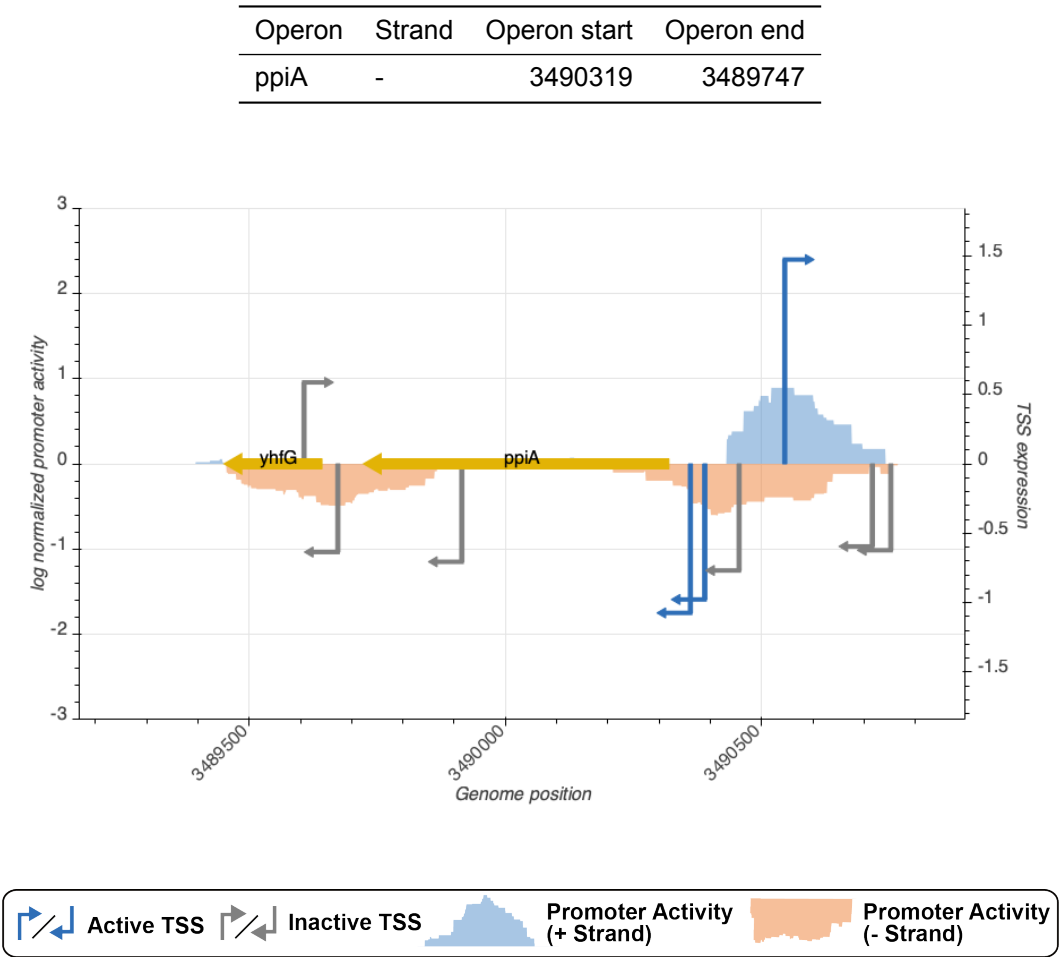 Operon Strand Operon start Operon end
ppiA - 3490319 3489747
3
2
1
0
-1
-2
-3
log normalized promoter activity
1.5
1
0.5
0
-0.5
-1
-1.5
TSS expression
yhfG
ppiA
3489500
3490000
3490500
Genome position
Active TSS
Inactive TSS
Promoter Activity
(+ Strand)
Promoter Activity
(- Strand)